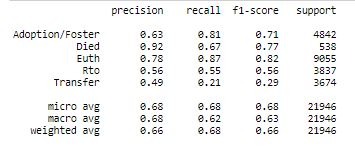 precision recall f1-score support
Adoption/Foster 0.63 0.81 0.71 4842
Died 0.92 0.67 0.77 538
Euth 0.78 0.87 0.82 9055
Rto 0.56 0.55 0.56 3837
Transfer 0.49 0.21 0.29 3674
micro avg 0.68 0.68 0.68 21946
macro avg 0.68 0.62 0.63 21946
weighted avg 0.66 0.68 0.66 21946